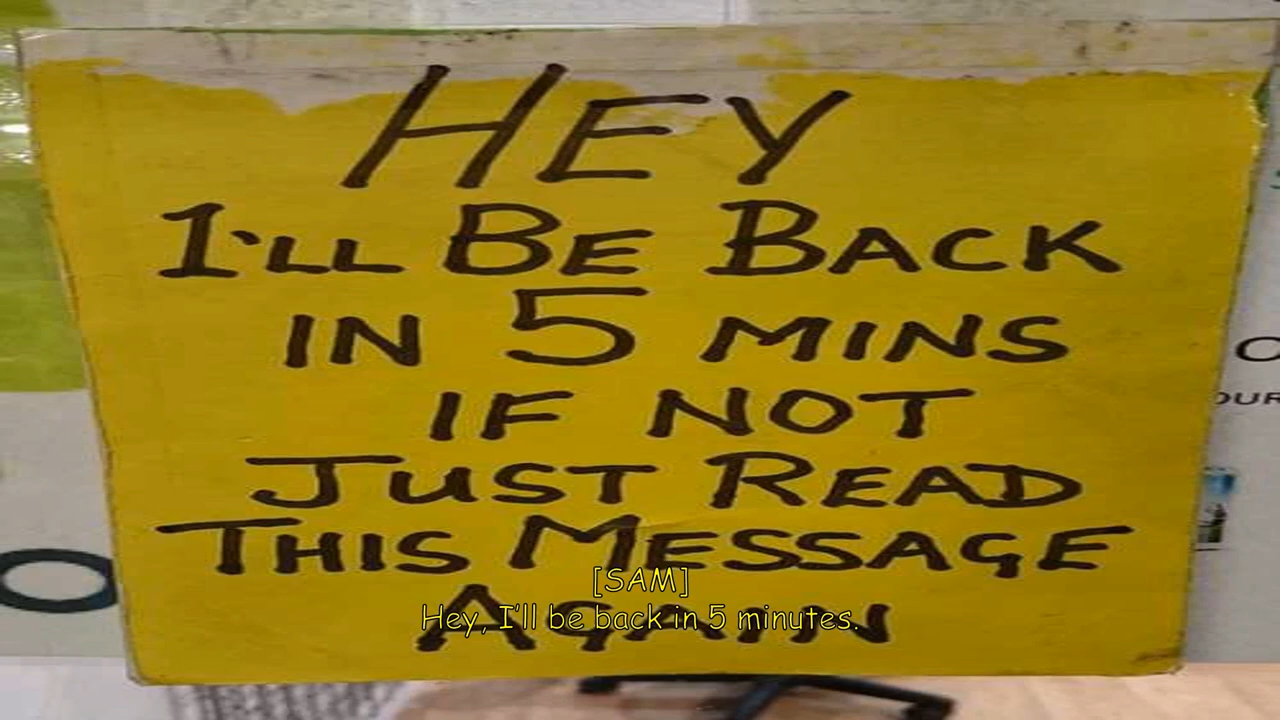 HEY
I'LL BE BACK
IN 5 MINS
IF NOT
JUST READ
THIS MESSAGE
AGAIN
[SAM]
Hey, I'll be back in 5 minutes.
O
OUR